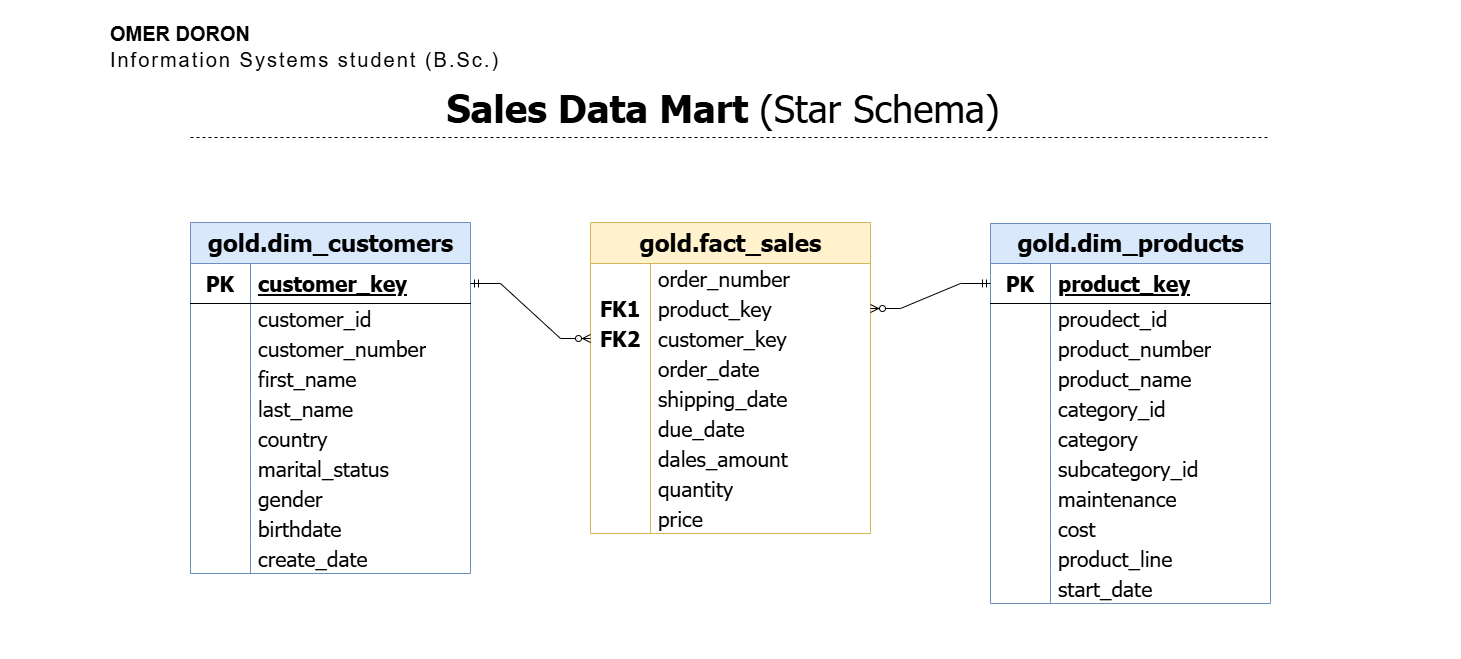 OMER DORON
Information Systems student (B.Sc.)
Sales Data Mart (Star Schema)
gold.dim_customers
PK customer_key
customer_id
customer_number
first_name
last_name
country
marital_status
gender
birthdate
create_date
gold.fact_sales
order_number
FK1 product_key
FK2 customer_key
order_date
shipping_date
due_date
dales_amount
quantity
price
gold.dim_products
PK product_key
proudect_id
product_number
product_name
category_id
category
subcategory_id
maintenance
cost
product_line
start_date